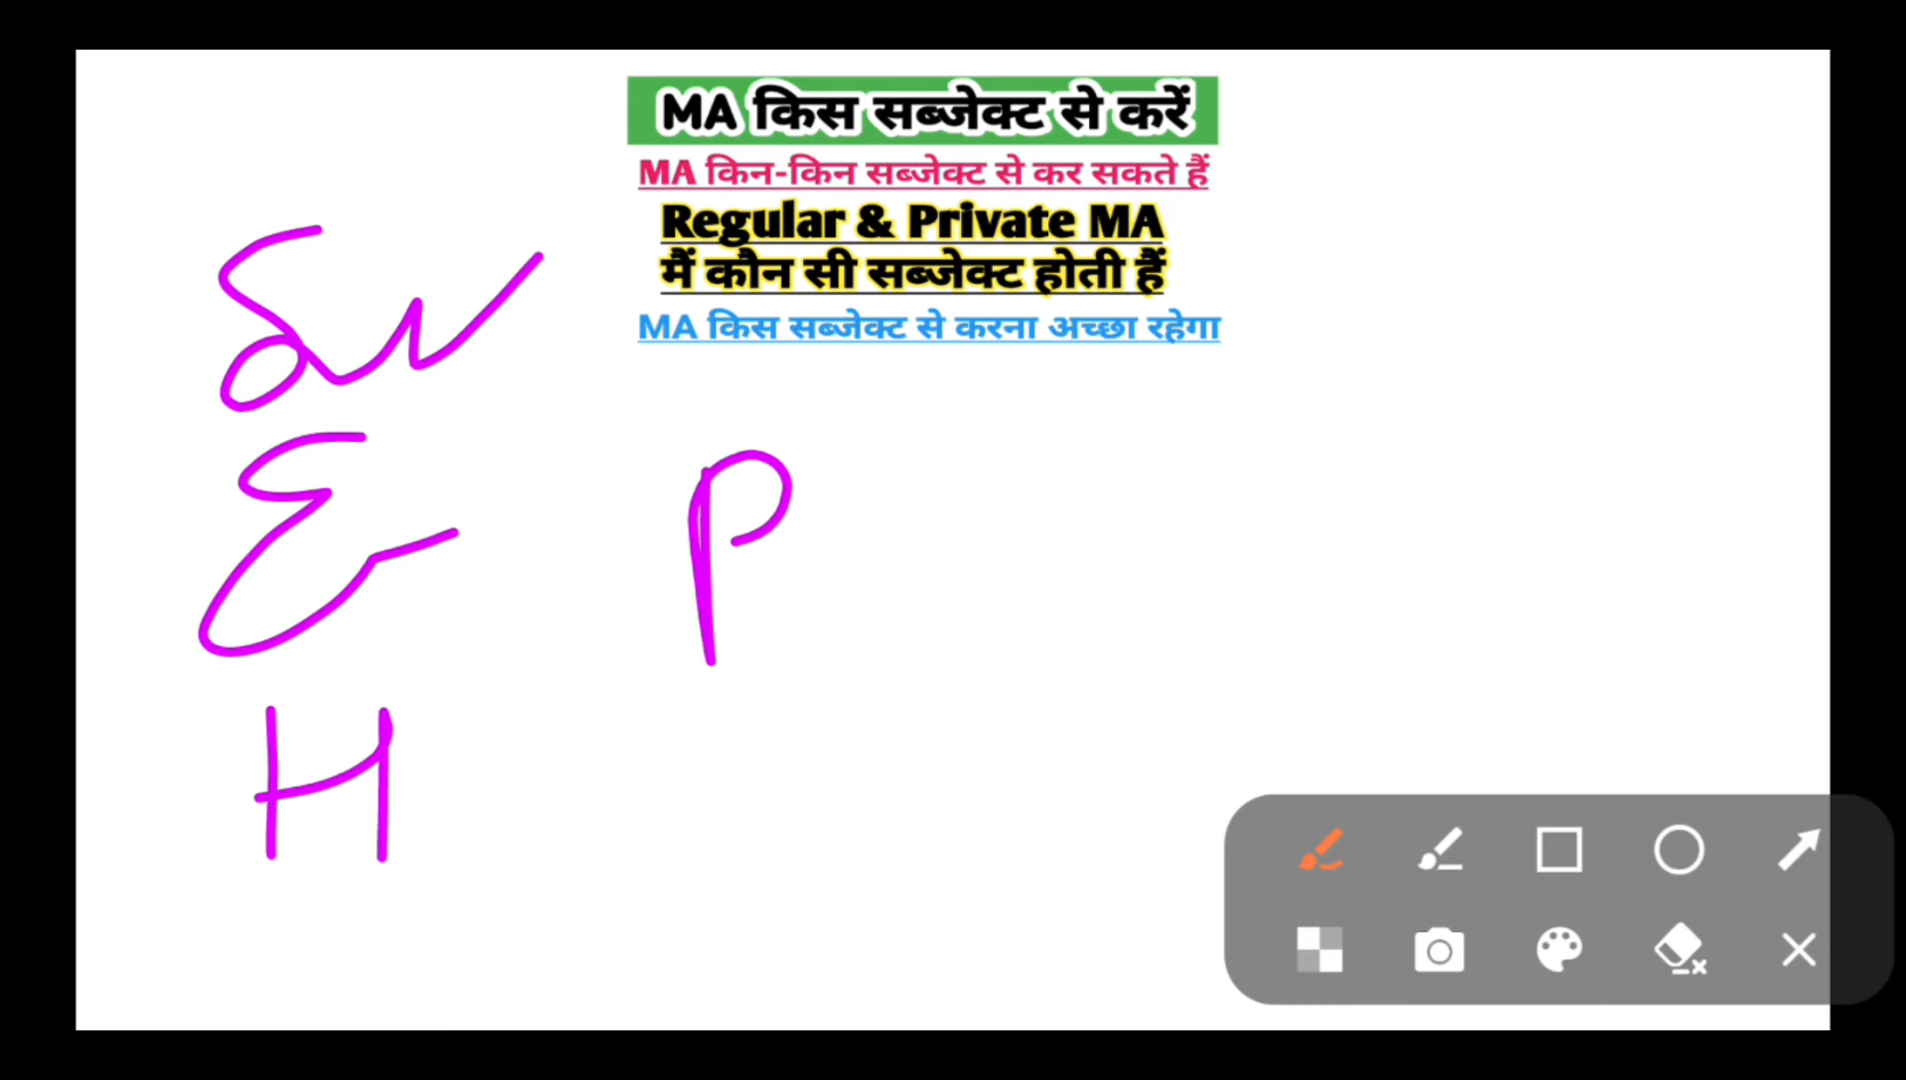 MA किस सब्जेक्ट से करें
MA किन-किन सब्जेक्ट से कर सकते हैं
Regular & Private MA
मैं कौन सी सब्जेक्ट होती हैं
MA किस सब्जेक्ट से करना अच्छा रहेगा
E
P
H